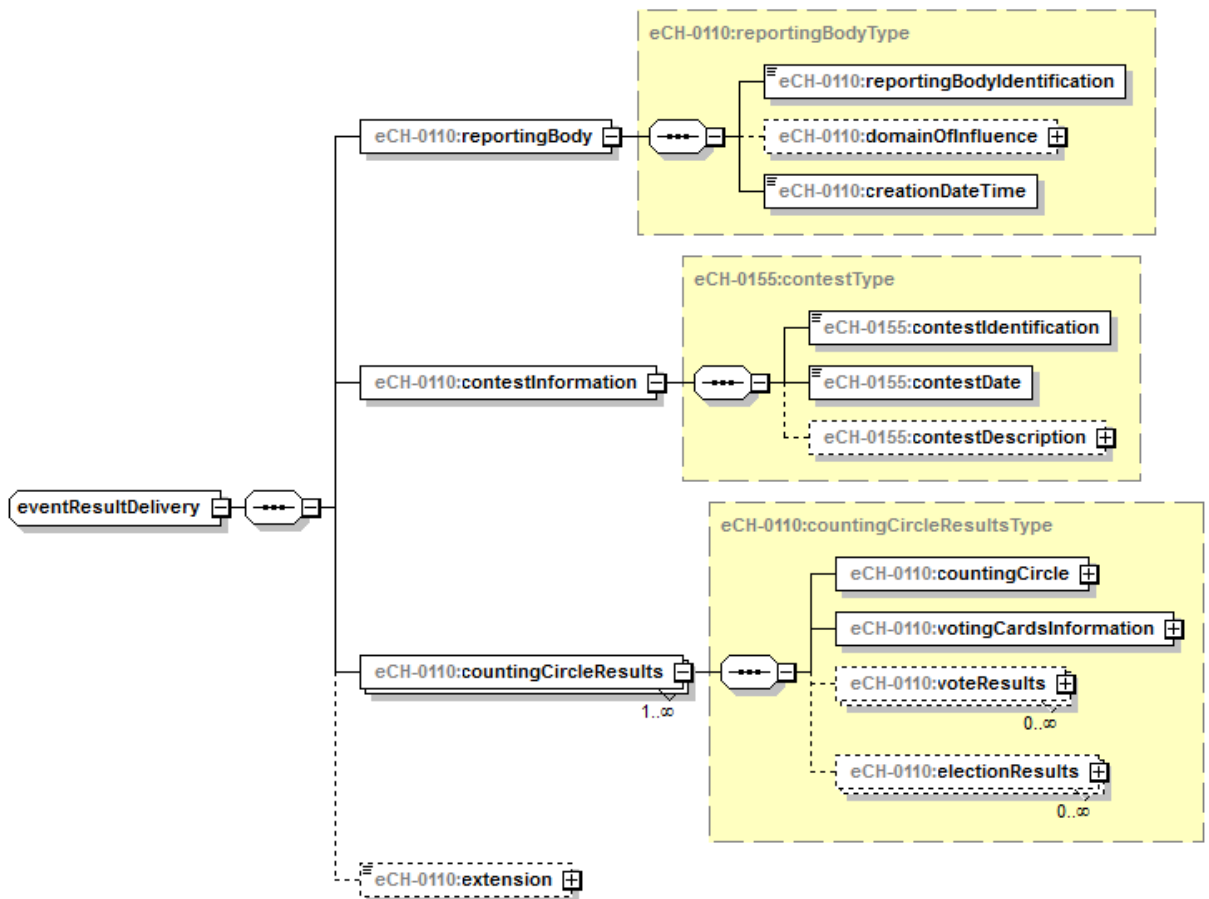 eCH-0110:reportingBodyType
eCH-0110:reportingBodyIdentification
eCH-0110:reportingBody
eCH-0110:domainOfInfluence
eCH-0110:creationDateTime
eCH-0155:contestType
eCH-0155:contestIdentification
eCH-0110:contestInformation
eCH-0155:contestDate
eCH-0155:contestDescription
eventResultDelivery
eCH-0110:countingCircleResultsType
eCH-0110:countingCircle
eCH-0110:votingCardsInformation
eCH-0110:countingCircleResults
1..∞
eCH-0110:voteResults
0..∞
eCH-0110:electionResults
0..∞
eCH-0110:extension